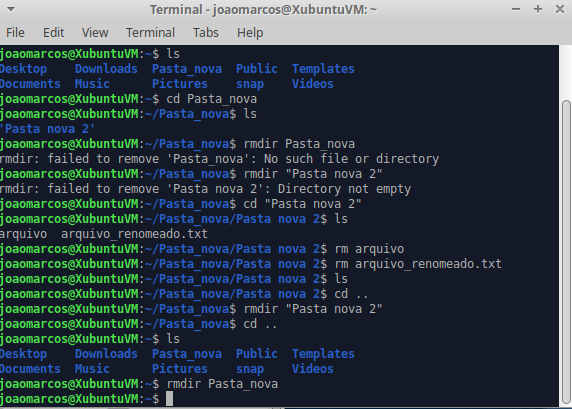 Terminal - joaomarcos@XubuntuVM: ~
File Edit View Terminal Tabs Help
joaomarcos@XubuntuVM:~$ ls
Desktop Downloads Pasta_nova Public Templates
Documents Music Pictures snap Videos
joaomarcos@XubuntuVM:~$ cd Pasta_nova
joaomarcos@XubuntuVM:~/Pasta_nova$ ls
'Pasta nova 2'
joaomarcos@XubuntuVM:~/Pasta_nova$ rmdir Pasta_nova
rmdir: failed to remove 'Pasta_nova': No such file or directory
joaomarcos@XubuntuVM:~/Pasta_nova$ rmdir "Pasta nova 2"
rmdir: failed to remove 'Pasta nova 2': Directory not empty
joaomarcos@XubuntuVM:~/Pasta_nova$ cd "Pasta nova 2"
joaomarcos@XubuntuVM:~/Pasta_nova/Pasta nova 2$ ls
arquivo arquivo_renomeado.txt
joaomarcos@XubuntuVM:~/Pasta_nova/Pasta nova 2$ rm arquivo
joaomarcos@XubuntuVM:~/Pasta_nova/Pasta nova 2$ rm arquivo_renomeado.txt
joaomarcos@XubuntuVM:~/Pasta_nova/Pasta nova 2$ ls
joaomarcos@XubuntuVM:~/Pasta_nova/Pasta nova 2$ cd ..
joaomarcos@XubuntuVM:~/Pasta_nova$ rmdir "Pasta nova 2"
joaomarcos@XubuntuVM:~/Pasta_nova$ cd ..
joaomarcos@XubuntuVM:~$ ls
Desktop Downloads Pasta_nova Public Templates
Documents Music Pictures snap Videos
joaomarcos@XubuntuVM:~$ rmdir Pasta_nova
joaomarcos@XubuntuVM:~$